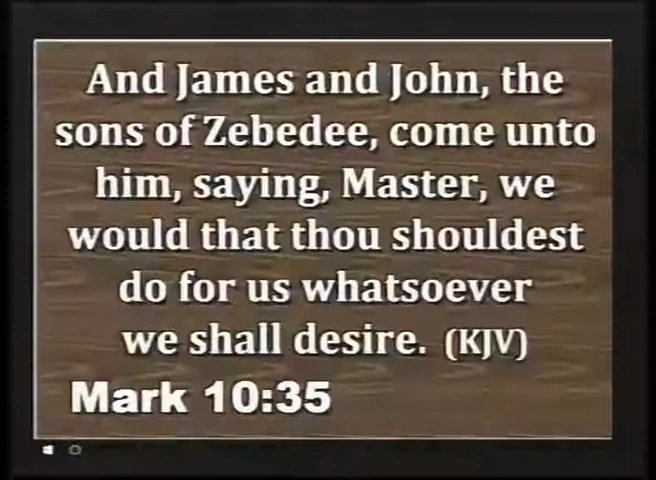 And James and John, the
sons of Zebedee, come unto
him, saying, Master, we
would that thou shouldest
do for us whatsoever
we shall desire. (KJV)
Mark 10:35